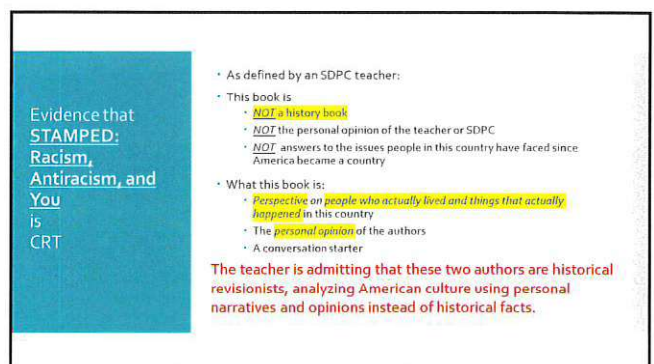 Evidence that
STAMPED:
Racism,
Antiracism, and
You
is
CRT
· As defined by an SDPC teacher:
· This book is
· NOT a history book
· NOT the personal opinion of the teacher or SDPC
· NOT answers to the issues people in this country have faced since
America became a country
· What this book is:
· Perspective on people who actually lived and things that actually
happened in this country
· The personal opinion of the authors
· A conversation starter
The teacher is admitting that these two authors are historical
revisionists, analyzing American culture using personal
narratives and opinions instead of historical facts.